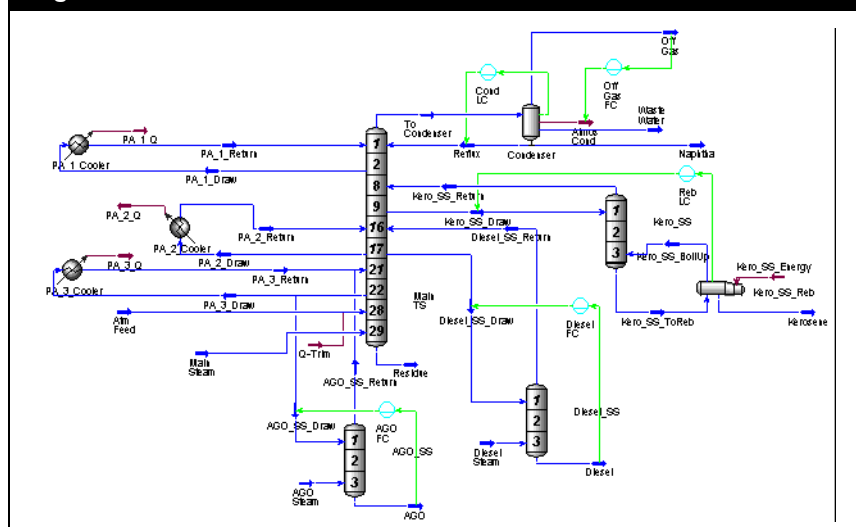 Off
Gas
Cond
LC
Off
Gas
FC
Waste
Water
To
Condenser
Atmos
Cond
PA_1_Q
PA_1_Return
Reflux
Condenser
Naphtha
PA_1_Cooler
PA_1_Draw
1
2
8
9
16
17
21
22
28
29
Kero_SS_Return
Reb
LC
PA_2_Q
Kero_SS_Draw
1
2
3
Kero_SS
PA_2_Return
Diesel_SS_Return
PA_2_Cooler
Kero_SS_BoilUp
PA_3_Q
PA_2_Draw
PA_3_Return
Kero_SS_Energy
PA_3_Cooler
Kero_SS_Reb
PA_3_Draw
Main
TS
Atm
Feed
Diesel_SS_Draw
Diesel
FC
Kero_SS_ToReb
Kerosene
Main
Steam
Q-Trim
Residue
AGO_SS_Return
AGO_SS_Draw
AGO
FC
1
2
3
Diesel_SS
AGO_SS
1
2
3
Diesel
Steam
Diesel
AGO
Steam
AGO